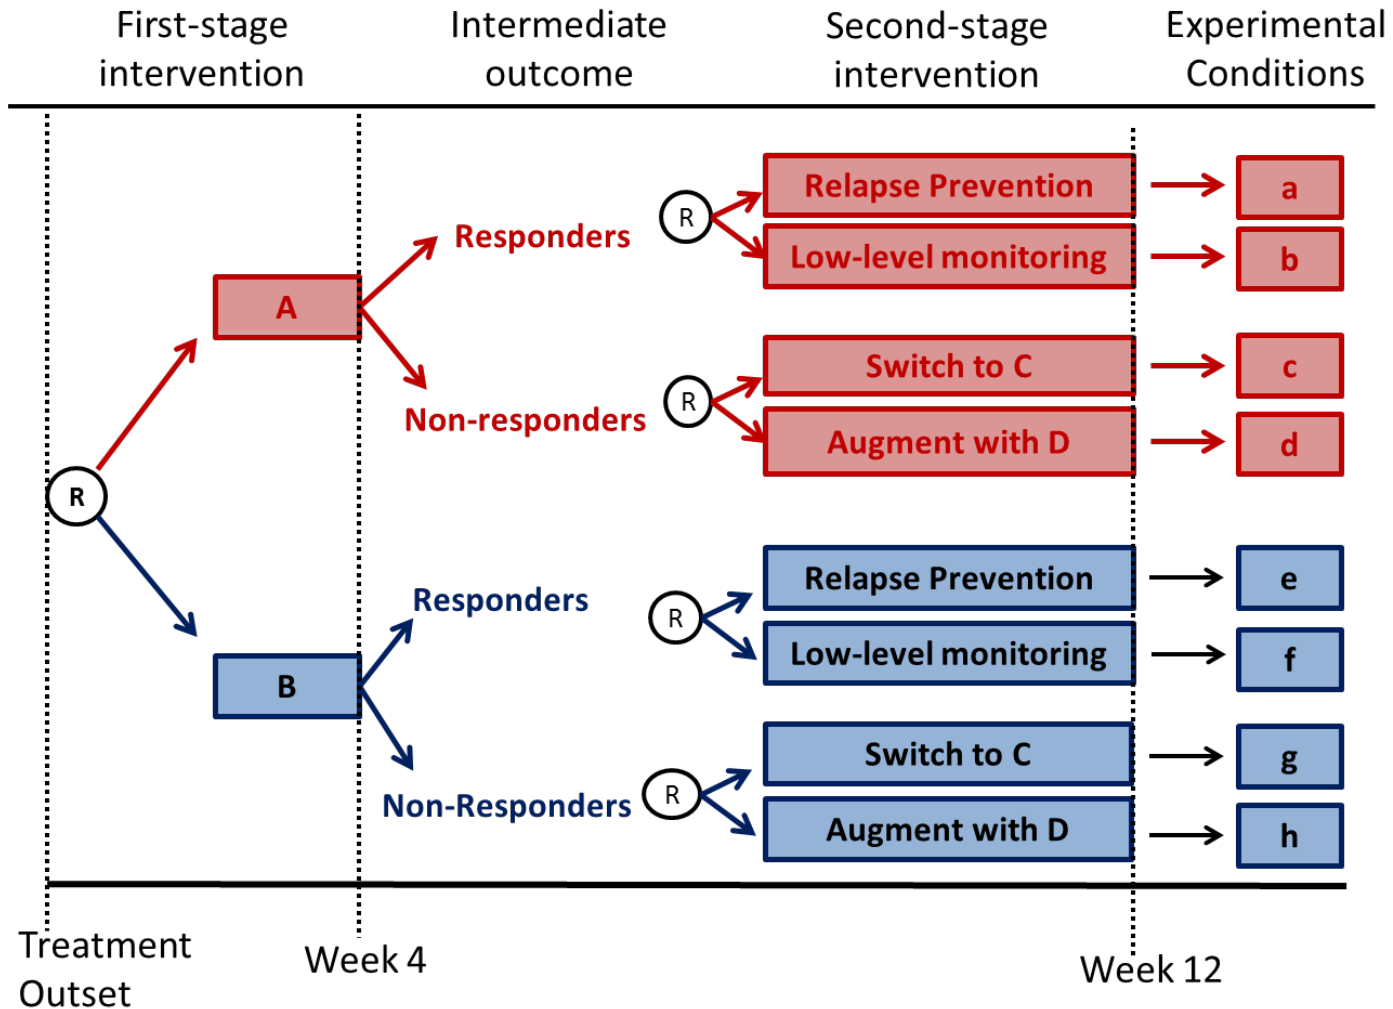 First-stage
intervention
Intermediate
outcome
Second-stage
intervention
Experimental
Conditions
R
A
Responders
R
Relapse Prevention
a
Low-level monitoring
b
Non-responders
R
Switch to C
c
Augment with D
d
B
Responders
R
Relapse Prevention
e
Low-level monitoring
f
Non-Responders
R
Switch to C
g
Augment with D
h
Treatment
Outset
Week 4
Week 12